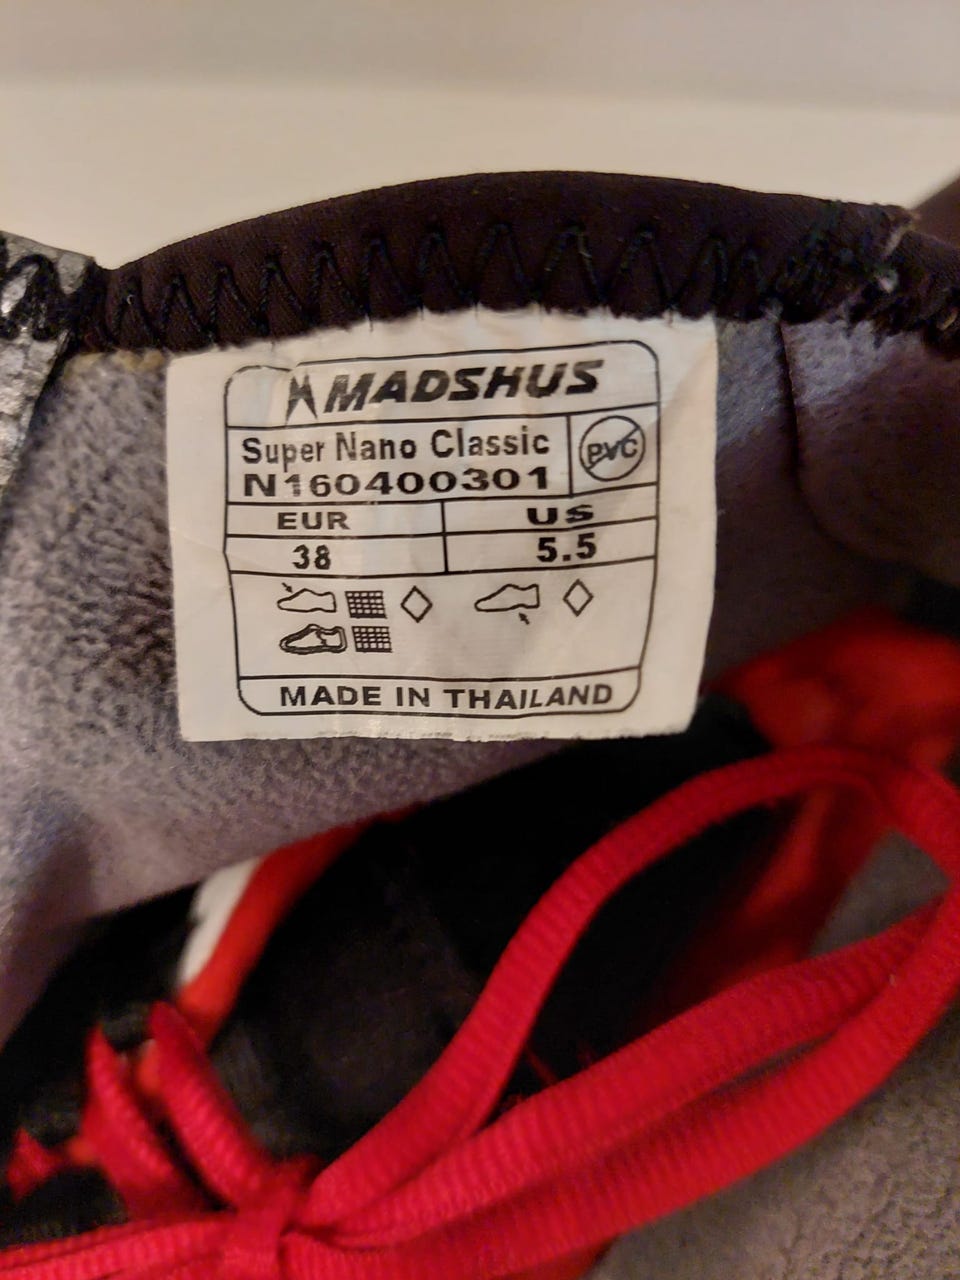 MADSHUS
Super Nano Classic
N160400301
PVC
EUR US
38 5.5
MADE IN THAILAND